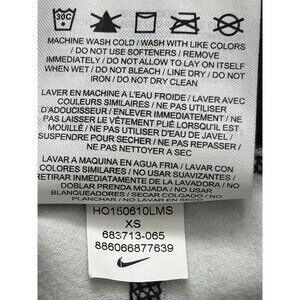 30C
MACHINE WASH COLD / WASH WITH LIKE COLORS
/ DO NOT USE SOFTENERS / REMOVE
IMMEDIATELY / DO NOT ALLOW TO LAY ON ITSELF
WHEN WET / DO NOT BLEACH / LINE DRY / DO NOT
IRON / DO NOT DRY CLEAN
LAVER EN MACHINE A L'EAU FROIDE / LAVER AVEC
COULEURS SIMILAIRES / NE PAS UTILISER
D'ADOUCISSEUR / RETIRER IMMÉDIATEMENT / NE
PAS LAISSER LE VÊTEMENT PLIÉ LORSQU'IL EST
MOUILLÉ / NE PAS UTILISER D'EAU DE JAVEL /
SUSPENDRE POUR SECHER / NE PAS REPASSER /
NE PAS NETTOYER A SEC
LAVAR A MAQUINA EN AGUA FRIA / LAVAR CON
COLORES SIMILARES / NO USAR SUAVIZANTES /
RETIRAR INMEDIATAMENTE DE LA LAVADORA / NO
DOBLAR PRENDA MOJADA / NO USAR
BLANQUEADORES / SECAR COLGADO / NO
PLANCHAR / NO LAVAR EN SECO
HO150610LMS
XS
683713-065
886066877639